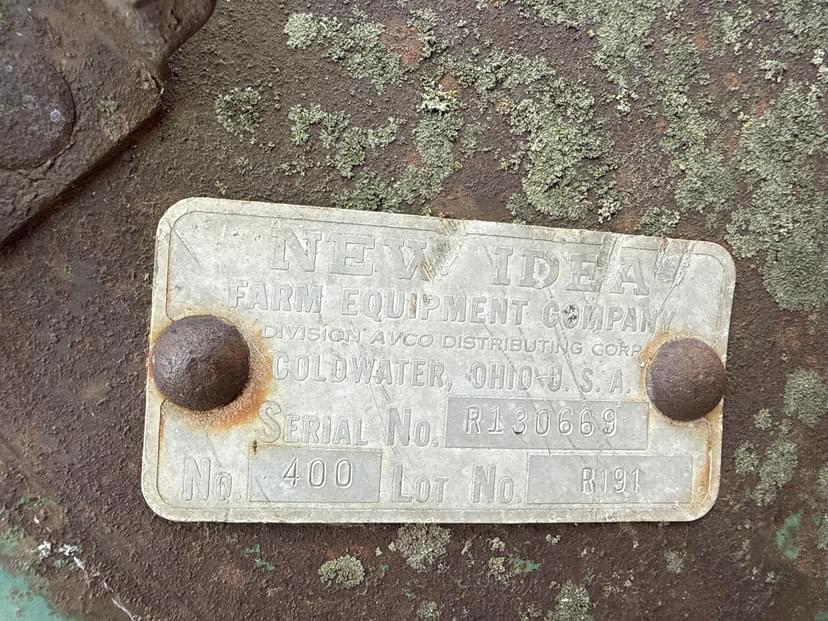 NEW IDEA
FARM EQUIPMENT COMPANY
DIVISION AVCO DISTRIBUTING CORP.
COLDWATER, OHIO U.S.A.
SERIAL NO. R130669
NO. 400 LOT NO. R191